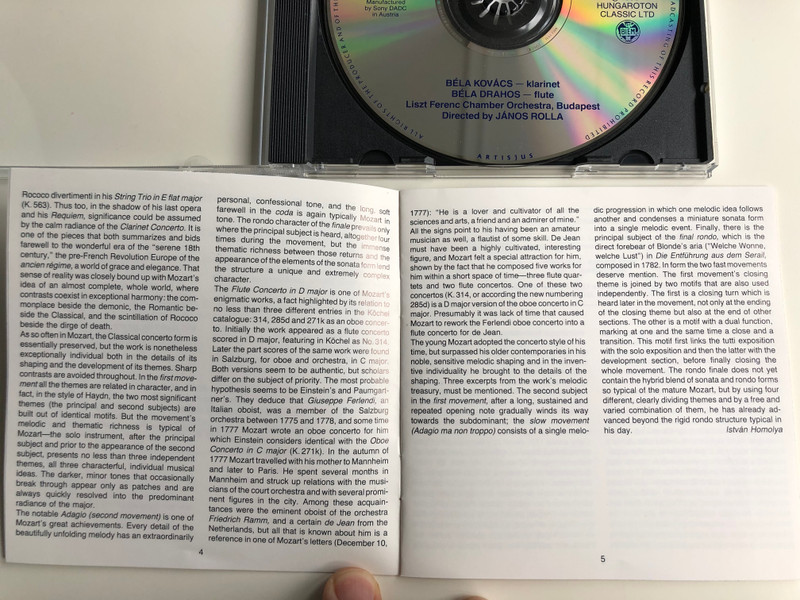 Manufactured
by Sony DADC
in Austria
HUNGAROTON
CLASSIC LTD
BIEM
ALL RIGHTS OF THE PRODUCER AND
ADCASTING OF THIS RECORD PROHIBITED
BÉLA KOVÁCS – klarinet
BÉLA DRAHOS – flute
Liszt Ferenc Chamber Orchestra, Budapest
Directed by JÁNOS ROLLA
ARTISJUS
Rococo divertimenti in his String Trio in E flat major
(K. 563). Thus too, in the shadow of his last opera
and his Requiem, significance could be assumed
by the calm radiance of the Clarinet Concerto. It is
one of the pieces that both summarizes and bids
farewell to the wonderful era of the "serene 18th
century," the pre-French Revolution Europe of the
ancien régime, a world of grace and elegance. That
sense of reality was closely bound up with Mozart's
idea of an almost complete, whole world, where
contrasts coexist in exceptional harmony: the com-
monplace beside the demonic, the Romantic be-
side the Classical, and the scintillation of Rococo
beside the dirge of death.
As so often in Mozart, the Classical concerto form is
essentially preserved, but the work is nonetheless
exceptionally individual both in the details of its
shaping and the development of its themes. Sharp
contrasts are avoided throughout. In the first move-
ment all the themes are related in character, and in
fact, in the style of Haydn, the two most significant
themes (the principal and second subjects) are
built out of identical motifs. But the movement's
melodic and thematic richness is typical of
Mozart—the solo instrument, after the principal
subject and prior to the appearance of the second
subject, presents no less than three independent
themes, all three characterful, individual musical
ideas. The darker, minor tones that occasionally
break through appear only as patches and are
always quickly resolved into the predominant
radiance of the major.
The notable Adagio (second movement) is one of
Mozart's great achievements. Every detail of the
beautifully unfolding melody has an extraordinarily
4
personal, confessional tone, and the long, soft
farewell in the coda is again typically Mozart in
tone. The rondo character of the finale prevails only
where the principal subject is heard, altogether four
times during the movement, but the immense
thematic richness between those returns and the
appearance of the elements of the sonata form lend
the structure a unique and extremely complex
character.
The Flute Concerto in D major is one of Mozart's
enigmatic works, a fact highlighted by its relation to
no less than three different entries in the Köchel
catalogue: 314, 285d and 271k as an oboe concer-
to. Initially the work appeared as a flute concerto
scored in D major, featuring in Köchel as No. 314.
Later the part scores of the same work were found
in Salzburg, for oboe and orchestra, in C major.
Both versions seem to be authentic, but scholars
differ on the subject of priority. The most probable
hypothesis seems to be Einstein's and Paumgart-
ner's. They deduce that Giuseppe Ferlendi, an
Italian oboist, was a member of the Salzburg
orchestra between 1775 and 1778, and some time
in 1777 Mozart wrote an oboe concerto for him
which Einstein considers identical with the Oboe
Concerto in C major (K. 271k). In the autumn of
1777 Mozart travelled with his mother to Mannheim
and later to Paris. He spent several months in
Mannheim and struck up relations with the musi-
cians of the court orchestra and with several promi-
nent figures in the city. Among these acquain-
tances were the eminent oboist of the orchestra
Friedrich Ramm, and a certain de Jean from the
Netherlands, but all that is known about him is a
reference in one of Mozart's letters (December 10,
1777): "He is a lover and cultivator of all the
sciences and arts, a friend and an admirer of mine."
All the signs point to his having been an amateur
musician as well, a flautist of some skill. De Jean
must have been a highly cultivated, interesting
figure, and Mozart felt a special attraction for him,
shown by the fact that he composed five works for
him within a short space of time—three flute quar-
tets and two flute concertos. One of these two
concertos (K. 314, or according the new numbering
285d) is a D major version of the oboe concerto in C
major. Presumably it was lack of time that caused
Mozart to rework the Ferlendi oboe concerto into a
flute concerto for de Jean.
The young Mozart adopted the concerto style of his
time, but surpassed his older contemporaries in his
noble, sensitive melodic shaping and in the inven-
tive individuality he brought to the details of the
shaping. Three excerpts from the work's melodic
treasury, must be mentioned. The second subject
in the first movement, after a long, sustained and
repeated opening note gradually winds its way
towards the subdominant; the slow movement
(Adagio ma non troppo) consists of a single melo-
dic progression in which one melodic idea follows
another and condenses a miniature sonata form
into a single melodic event. Finally, there is the
principal subject of the final rondo, which is the
direct forebear of Blonde's aria ("Welche Wonne,
welche Lust") in Die Entführung aus dem Serail,
composed in 1782. In form the two fast movements
deserve mention. The first movement's closing
theme is joined by two motifs that are also used
independently. The first is a closing turn which is
heard later in the movement, not only at the ending
of the closing theme but also at the end of other
sections. The other is a motif with a dual function,
marking at one and the same time a close and a
transition. This motif first links the tutti exposition
with the solo exposition and then the latter with the
development section, before finally closing the
whole movement. The rondo finale does not yet
contain the hybrid blend of sonata and rondo forms
so typical of the mature Mozart, but by using four
different, clearly dividing themes and by a free and
varied combination of them, he has already ad-
vanced beyond the rigid rondo structure typical in
his day.
István Homolya
5